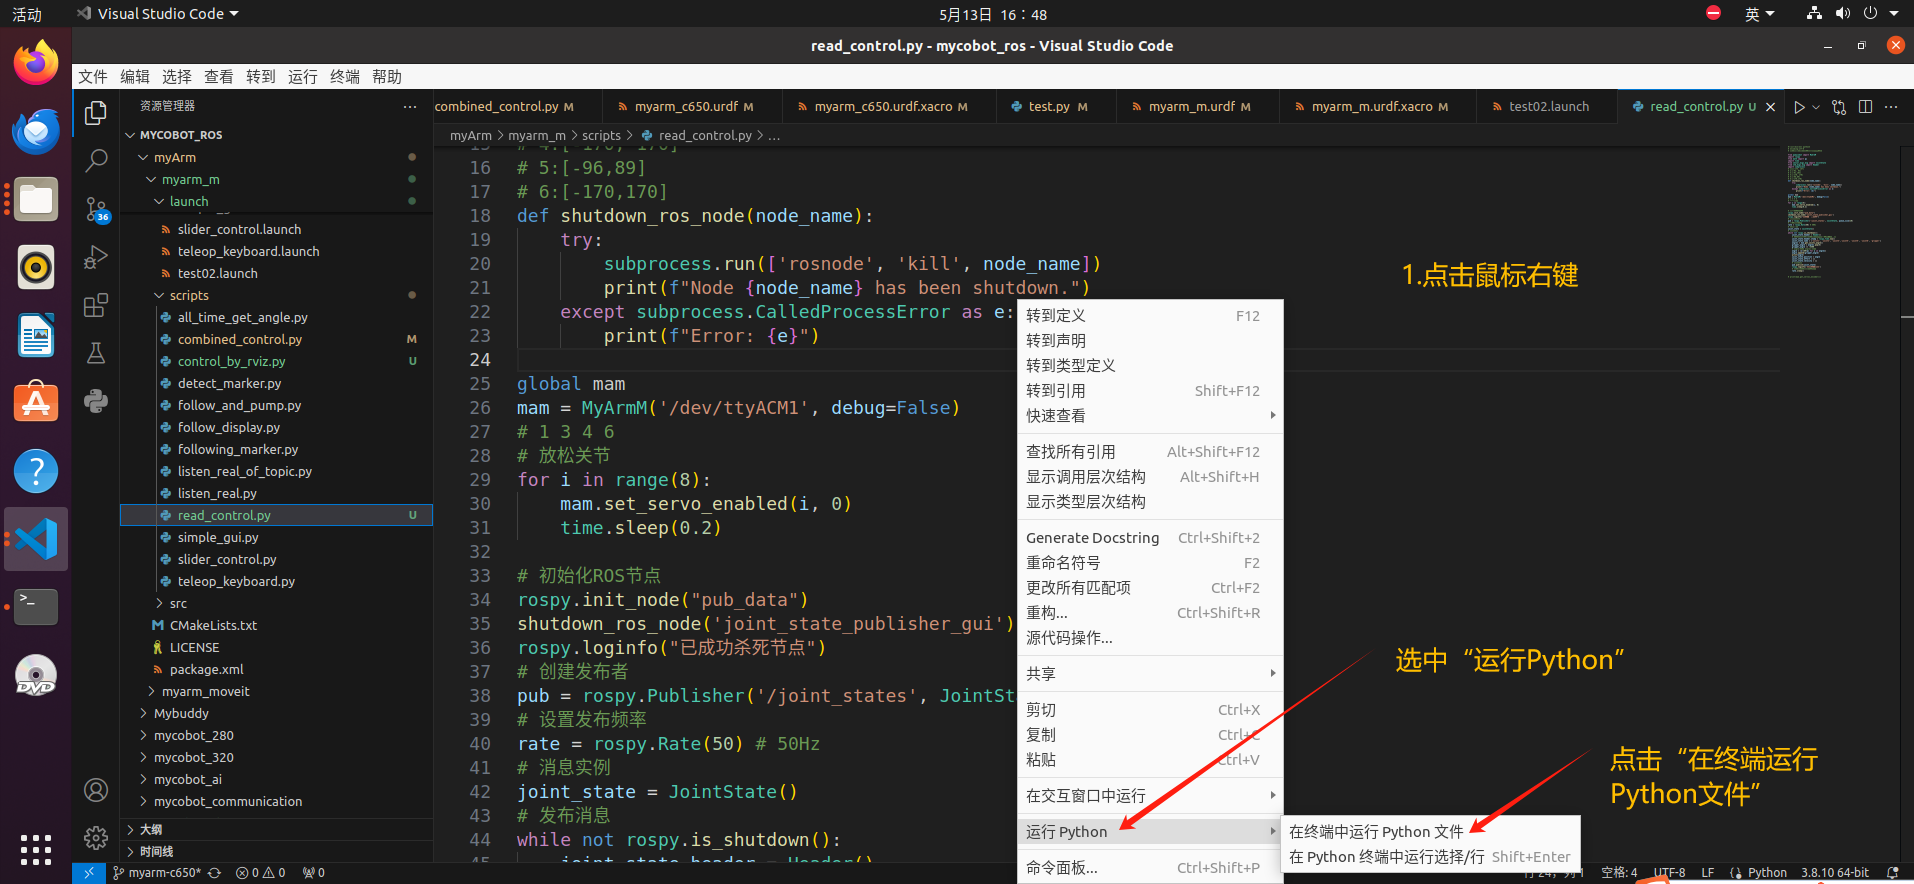 活动
Visual Studio Code
5月13日 16：48
英
read_control.py - mycobot_ros - Visual Studio Code
文件 编辑 选择 查看 转到 运行 终端 帮助
资源管理器
combined_control.py M
myarm_c650.urdf M
myarm_c650.urdf.xacro M
test.py M
myarm_m.urdf M
myarm_m.urdf.xacro M
test02.launch
read_control.py U
myArm > myarm_m > scripts > read_control.py > ...
MYCOBOT_ROS
myArm
myarm_m
launch
slider_control.launch
teleop_keyboard.launch
test02.launch
scripts
all_time_get_angle.py
combined_control.py M
control_by_rviz.py U
detect_marker.py
follow_and_pump.py
follow_display.py
following_marker.py
listen_real_of_topic.py
listen_real.py
read_control.py U
simple_gui.py
slider_control.py
teleop_keyboard.py
src
CMakeLists.txt
LICENSE
package.xml
myarm_moveit
Mybuddy
mycobot_280
mycobot_320
mycobot_ai
mycobot_communication
大纲
时间线
36
16 # 5:[-96,89]
17 # 6:[-170,170]
18 def shutdown_ros_node(node_name):
19 try:
20 subprocess.run(['rosnode', 'kill', node_name])
21 print(f"Node {node_name} has been shutdown.")
22 except subprocess.CalledProcessError as e:
23 print(f"Error: {e}")
24
25 global mam
26 mam = MyArmM('/dev/ttyACM1', debug=False)
27 # 1 3 4 6
28 # 放松关节
29 for i in range(8):
30 mam.set_servo_enabled(i, 0)
31 time.sleep(0.2)
32
33 # 初始化ROS节点
34 rospy.init_node("pub_data")
35 shutdown_ros_node('joint_state_publisher_gui')
36 rospy.loginfo("已成功杀死节点")
37 # 创建发布者
38 pub = rospy.Publisher('/joint_states', JointSt
39 # 设置发布频率
40 rate = rospy.Rate(50) # 50Hz
41 # 消息实例
42 joint_state = JointState()
43 # 发布消息
44 while not rospy.is_shutdown():
45 joint_state.header = Header()
转到定义 F12
转到声明
转到类型定义
转到引用 Shift+F12
快速查看
查找所有引用 Alt+Shift+F12
显示调用层次结构 Alt+Shift+H
显示类型层次结构
Generate Docstring Ctrl+Shift+2
重命名符号 F2
更改所有匹配项 Ctrl+F2
重构... Ctrl+Shift+R
源代码操作...
共享
剪切 Ctrl+X
复制 Ctrl+C
粘贴 Ctrl+V
在交互窗口中运行
运行 Python
命令面板... Ctrl+Shift+P
在终端中运行 Python 文件
在 Python 终端中运行选择/行 Shift+Enter
1.点击鼠标右键
选中“运行Python”
点击“在终端运行
Python文件”
myarm-c650*
0 0
0
空格: 4
UTF-8
LF
Python
3.8.10 64-bit